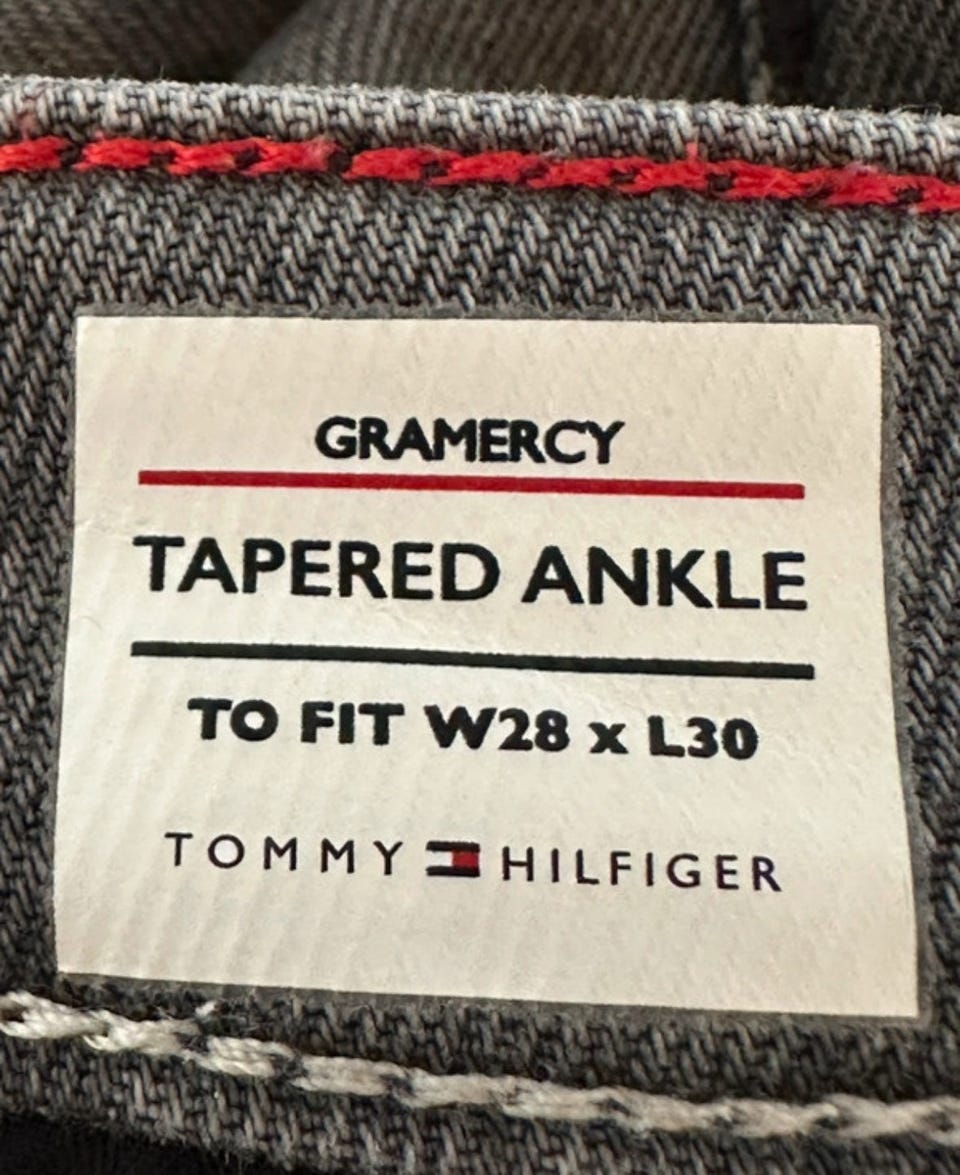 GRAMERCY
TAPERED ANKLE
TO FIT W28 x L30
TOMMY HILFIGER